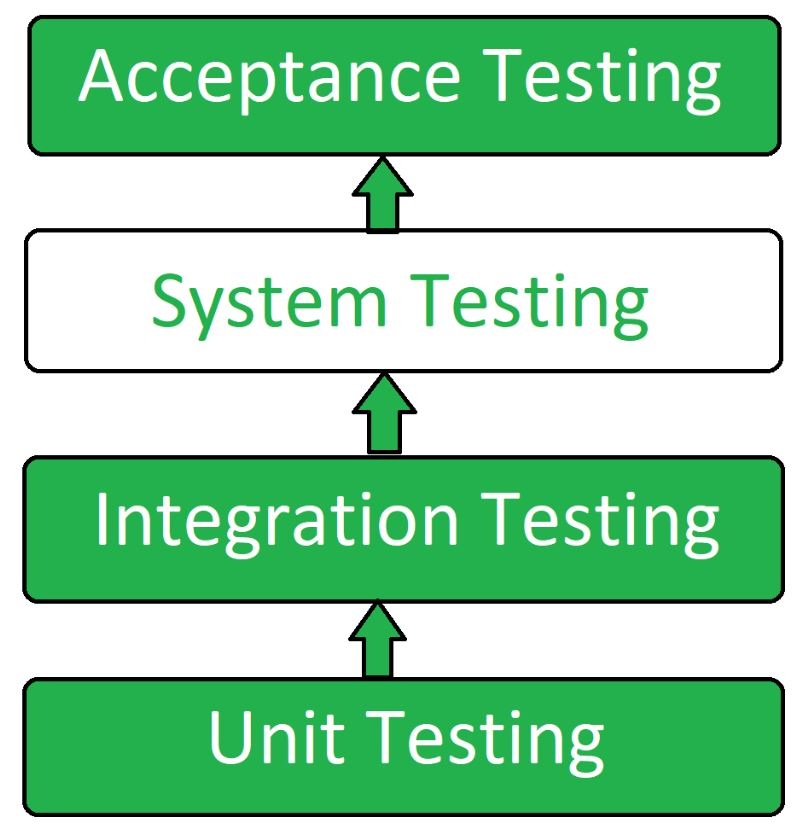 Acceptance Testing
System Testing
Integration Testing
Unit Testing